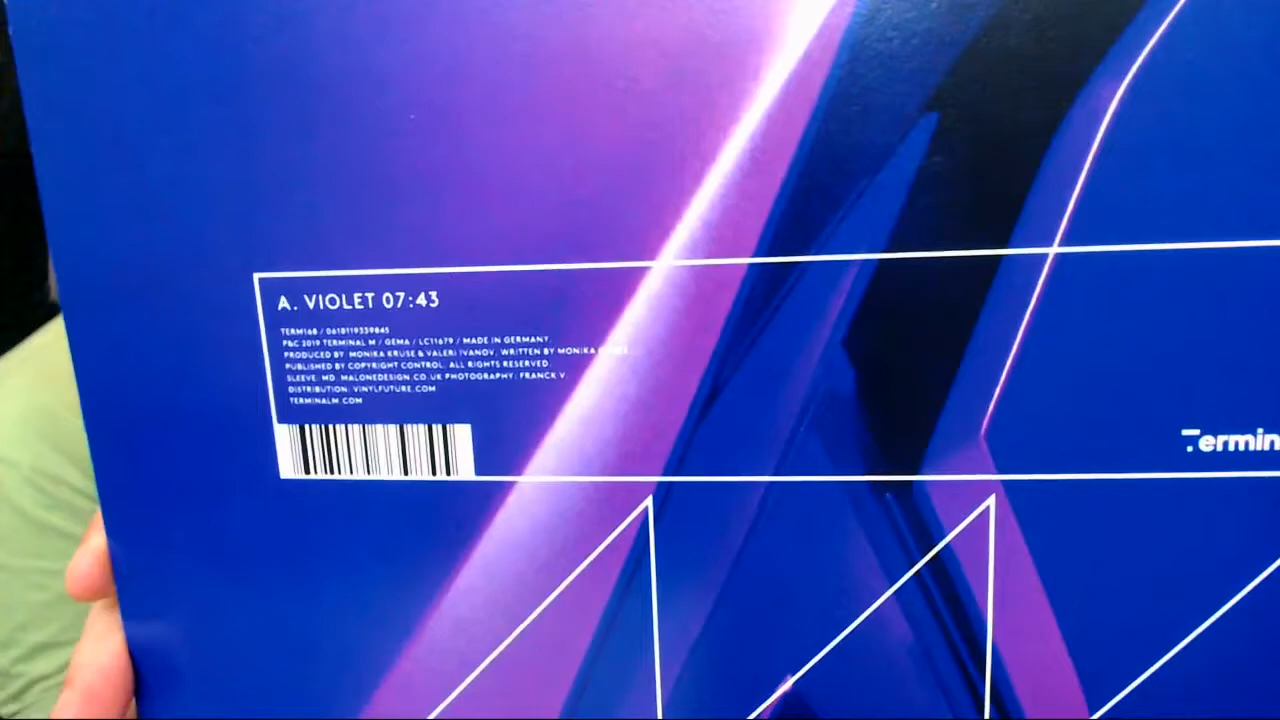 A. VIOLET 07:43
TERM168 / 0618119339845
P&C 2019 TERMINAL M / GEMA / LC11679 / MADE IN GERMANY.
PRODUCED BY: MONIKA KRUSE & VALERI IVANOV, WRITTEN BY MONIKA
PUBLISHED BY COPYRIGHT CONTROL. ALL RIGHTS RESERVED.
SLEEVE: MD. MALONEDESIGN.CO.UK PHOTOGRAPHY: FRANCK V.
DISTRIBUTION: VINYLFUTURE.COM
TERMINALM.COM
Termin